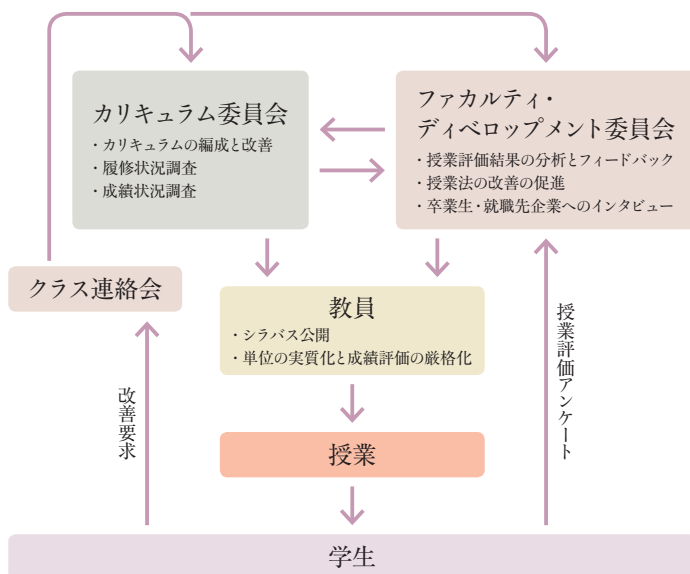 カリキュラム委員会
・カリキュラムの編成と改善
・履修状況調査
・成績状況調査
ファカルティ・
ディベロップメント委員会
・授業評価結果の分析とフィードバック
・授業法の改善の促進
・卒業生・就職先企業へのインタビュー
クラス連絡会
教員
・シラバス公開
・単位の実質化と成績評価の厳格化
改善要求
授業評価アンケート
授業
学生